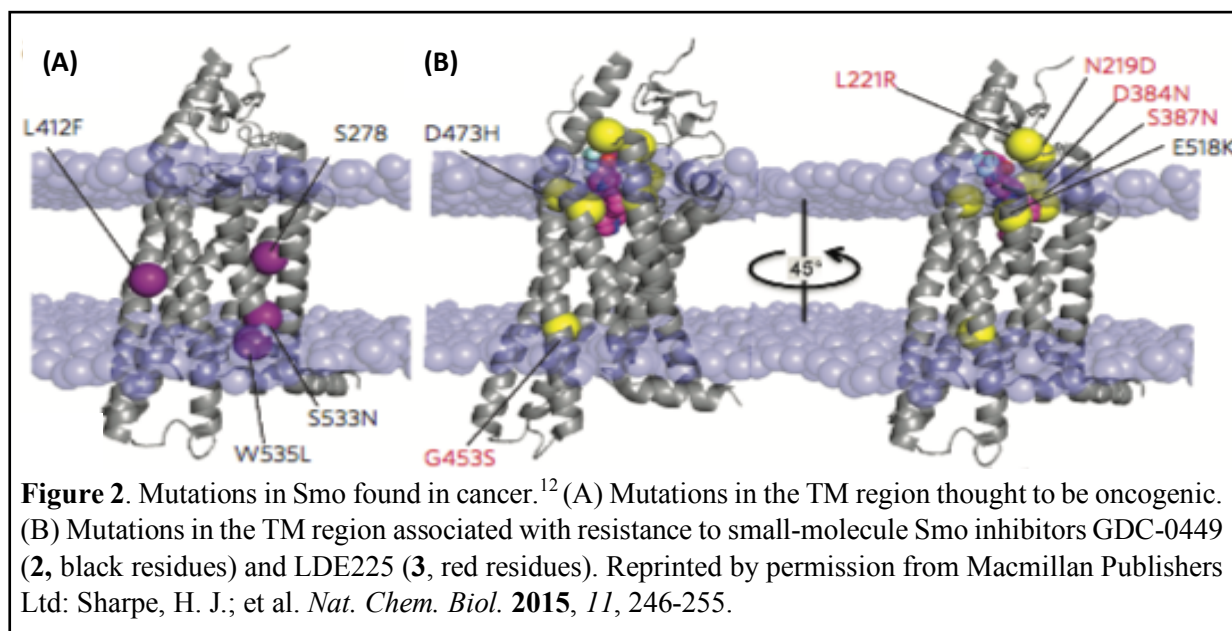 (A)
(B)
L412F
S278
S533N
W535L
D473H
G453S
45°
L221R
N219D
D384N
S387N
E518K
Figure 2. Mutations in Smo found in cancer.12 (A) Mutations in the TM region thought to be oncogenic.
(B) Mutations in the TM region associated with resistance to small-molecule Smo inhibitors GDC-0449
(2, black residues) and LDE225 (3, red residues). Reprinted by permission from Macmillan Publishers
Ltd: Sharpe, H. J.; et al. Nat. Chem. Biol. 2015, 11, 246-255.